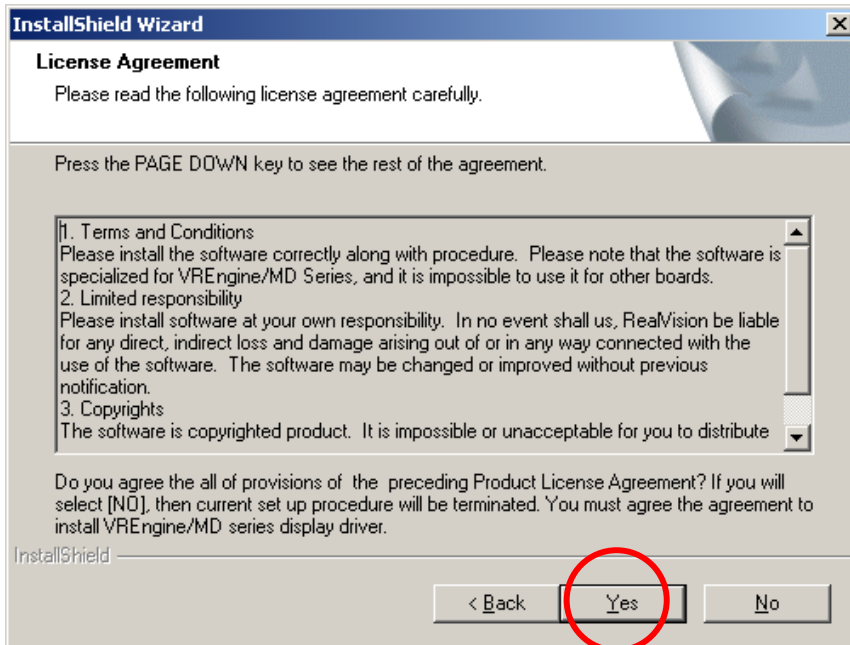 InstallShield Wizard
License Agreement
Please read the following license agreement carefully.
Press the PAGE DOWN key to see the rest of the agreement.
1. Terms and Conditions
Please install the software correctly along with procedure.  Please note that the software is
specialized for VREngine/MD Series, and it is impossible to use it for other boards.
2. Limited responsibility
Please install software at your own responsibility.  In no event shall us, RealVision be liable
for any direct, indirect loss and damage arising out of or in any way connected with the
use of the software.  The software may be changed or improved without previous
notification.
3. Copyrights
The software is copyrighted product.  It is impossible or unacceptable for you to distribute
Do you agree the all of provisions of  the  preceding Product License Agreement? If you will
select [NO], then current set up procedure will be terminated. You must agree the agreement to
install VREngine/MD series display driver.
InstallShield
< Back Yes No